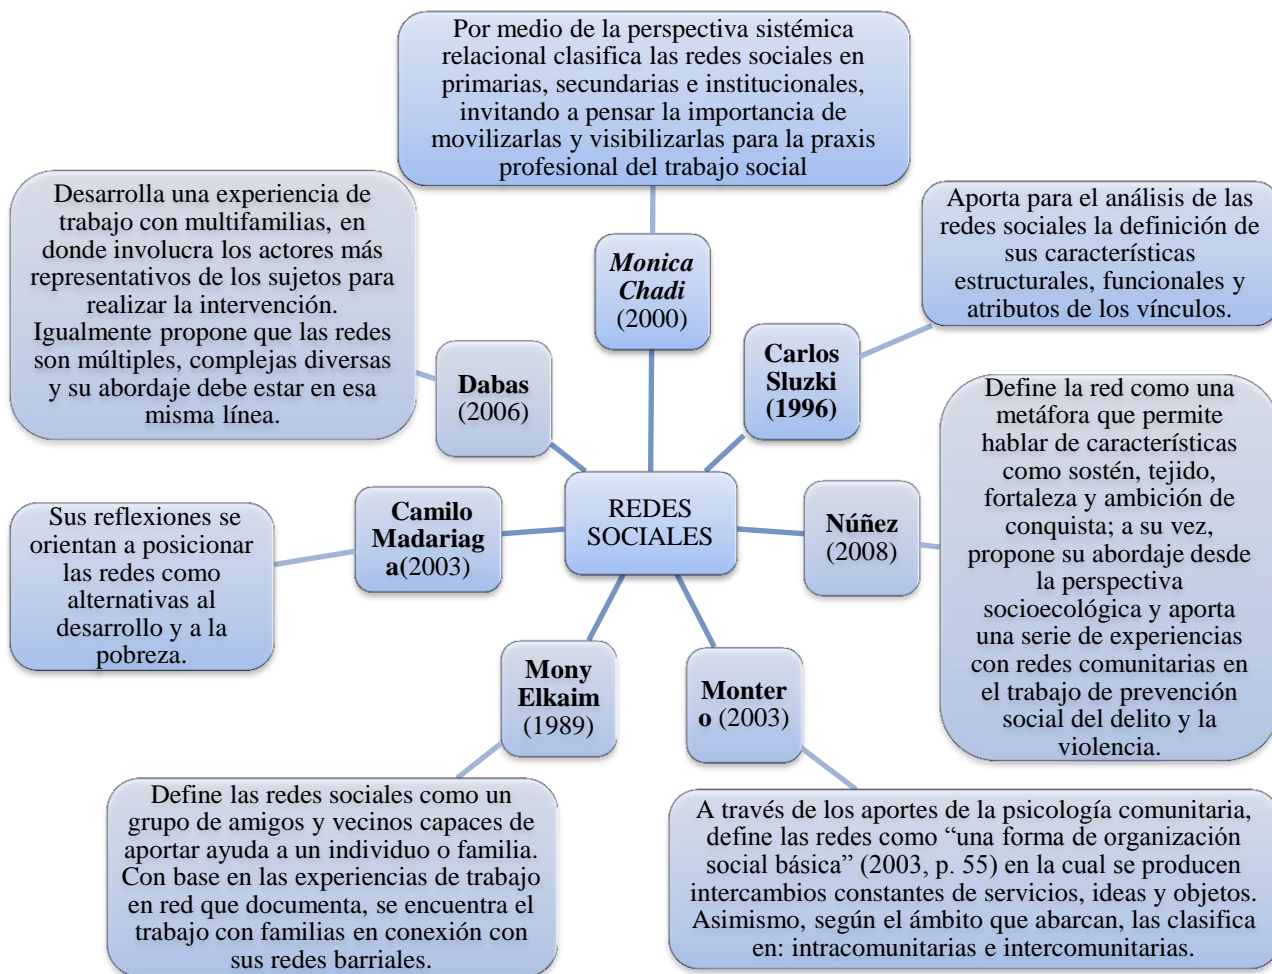 Por medio de la perspectiva sistémica
relacional clasifica las redes sociales en
primarias, secundarias e institucionales,
invitando a pensar la importancia de
movilizarlas y visibilizarlas para la praxis
profesional del trabajo social
Monica
Chadi
(2000)
Aporta para el análisis de las
redes sociales la definición de
sus características
estructurales, funcionales y
atributos de los vínculos.
Carlos
Sluzki
(1996)
Define la red como una
metáfora que permite
hablar de características
como sostén, tejido,
fortaleza y ambición de
conquista; a su vez,
propone su abordaje desde
la perspectiva
socioecológica y aporta
una serie de experiencias
con redes comunitarias en
el trabajo de prevención
social del delito y la
violencia.
Núñez
(2008)
REDES
SOCIALES
Desarrolla una experiencia de
trabajo con multifamilias, en
donde involucra los actores más
representativos de los sujetos para
realizar la intervención.
Igualmente propone que las redes
son múltiples, complejas diversas
y su abordaje debe estar en esa
misma línea.
Dabas
(2006)
Camilo
Madariag
a(2003)
Sus reflexiones se
orientan a posicionar
las redes como
alternativas al
desarrollo y a la
pobreza.
Mony
Elkaim
(1989)
Define las redes sociales como un
grupo de amigos y vecinos capaces de
aportar ayuda a un individuo o familia.
Con base en las experiencias de trabajo
en red que documenta, se encuentra el
trabajo con familias en conexión con
sus redes barriales.
Monter
o (2003)
A través de los aportes de la psicología comunitaria,
define las redes como “una forma de organización
social básica” (2003, p. 55) en la cual se producen
intercambios constantes de servicios, ideas y objetos.
Asimismo, según el ámbito que abarcan, las clasifica
en: intracomunitarias e intercomunitarias.